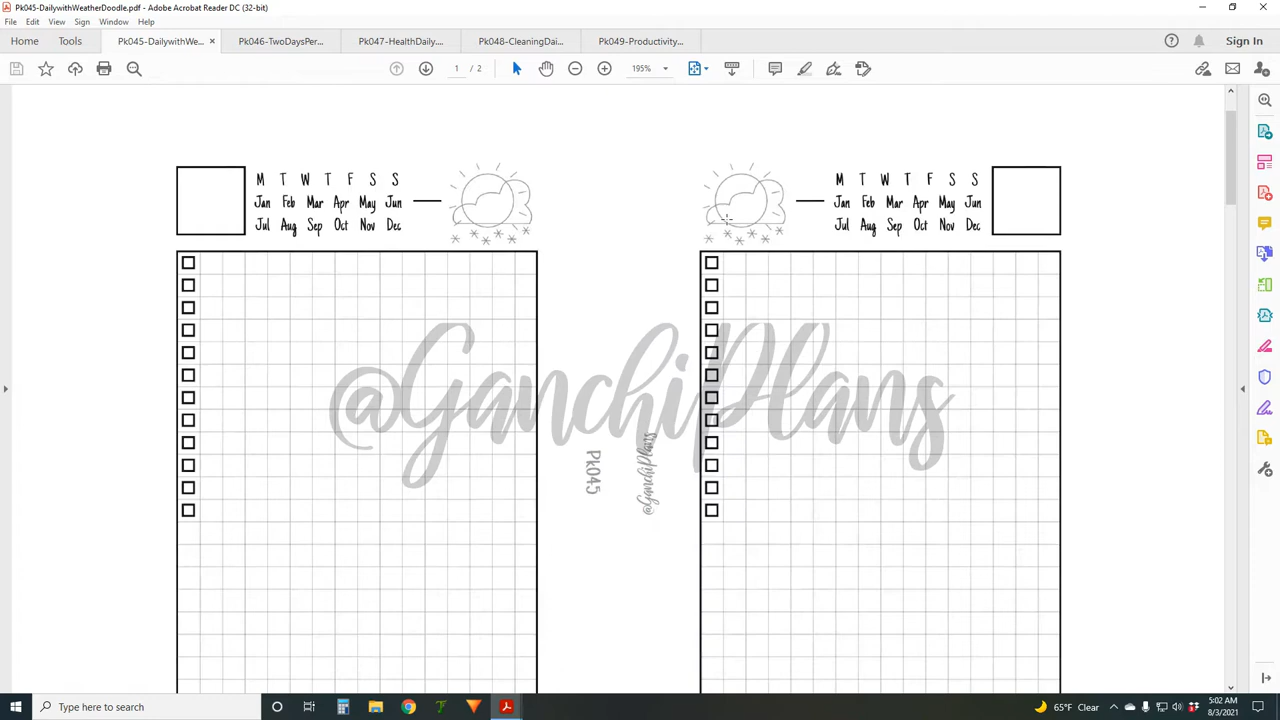 Pk045-DailywithWeatherDoodle.pdf - Adobe Acrobat Reader DC (32-bit)
File Edit View Sign Window Help
Home Tools Pk045-DailywithWe... × Pk046-TwoDaysPer... Pk047-HealthDaily... Pk048-CleaningDai... Pk049-Productivity... Sign In
1 / 2 195%
M T W T F S S
Jan Feb Mar Apr May Jun
Jul Aug Sep Oct Nov Dec
M T W T F S S
Jan Feb Mar Apr May Jun
Jul Aug Sep Oct Nov Dec
@GanchiPlans
Pk045
@GanchiPlans
Type here to search
65°F Clear
5:02 AM
8/3/2021